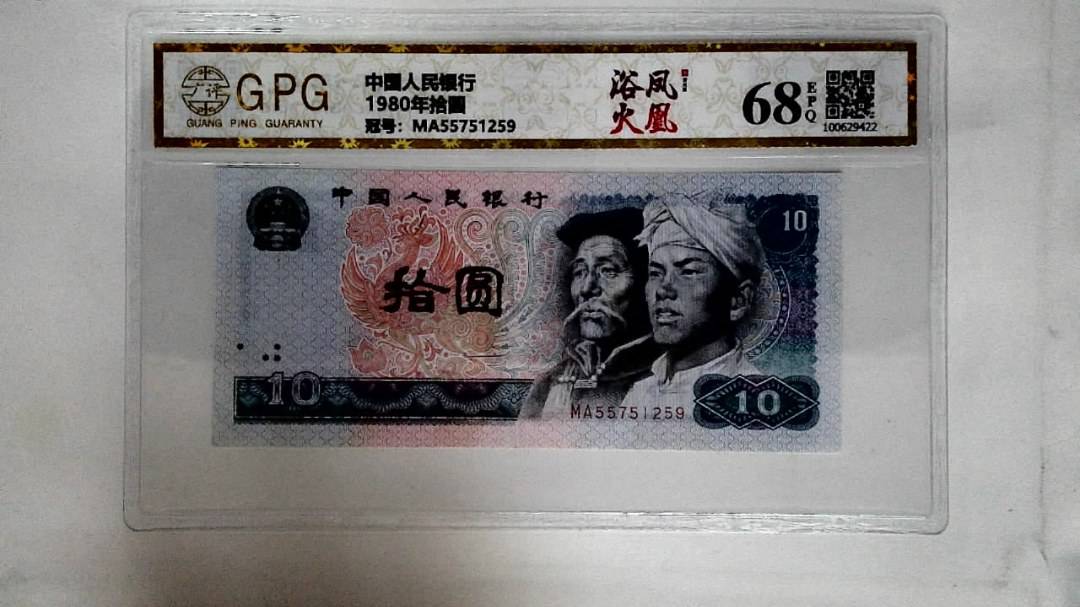 广评
GPG
GUANG PING GUARANTY
中国人民银行
1980年拾圆
冠号：MA55751259
浴凤
火凰
68
EPQ
100629422
中国人民银行
10
拾圆
10
MA55751259
10